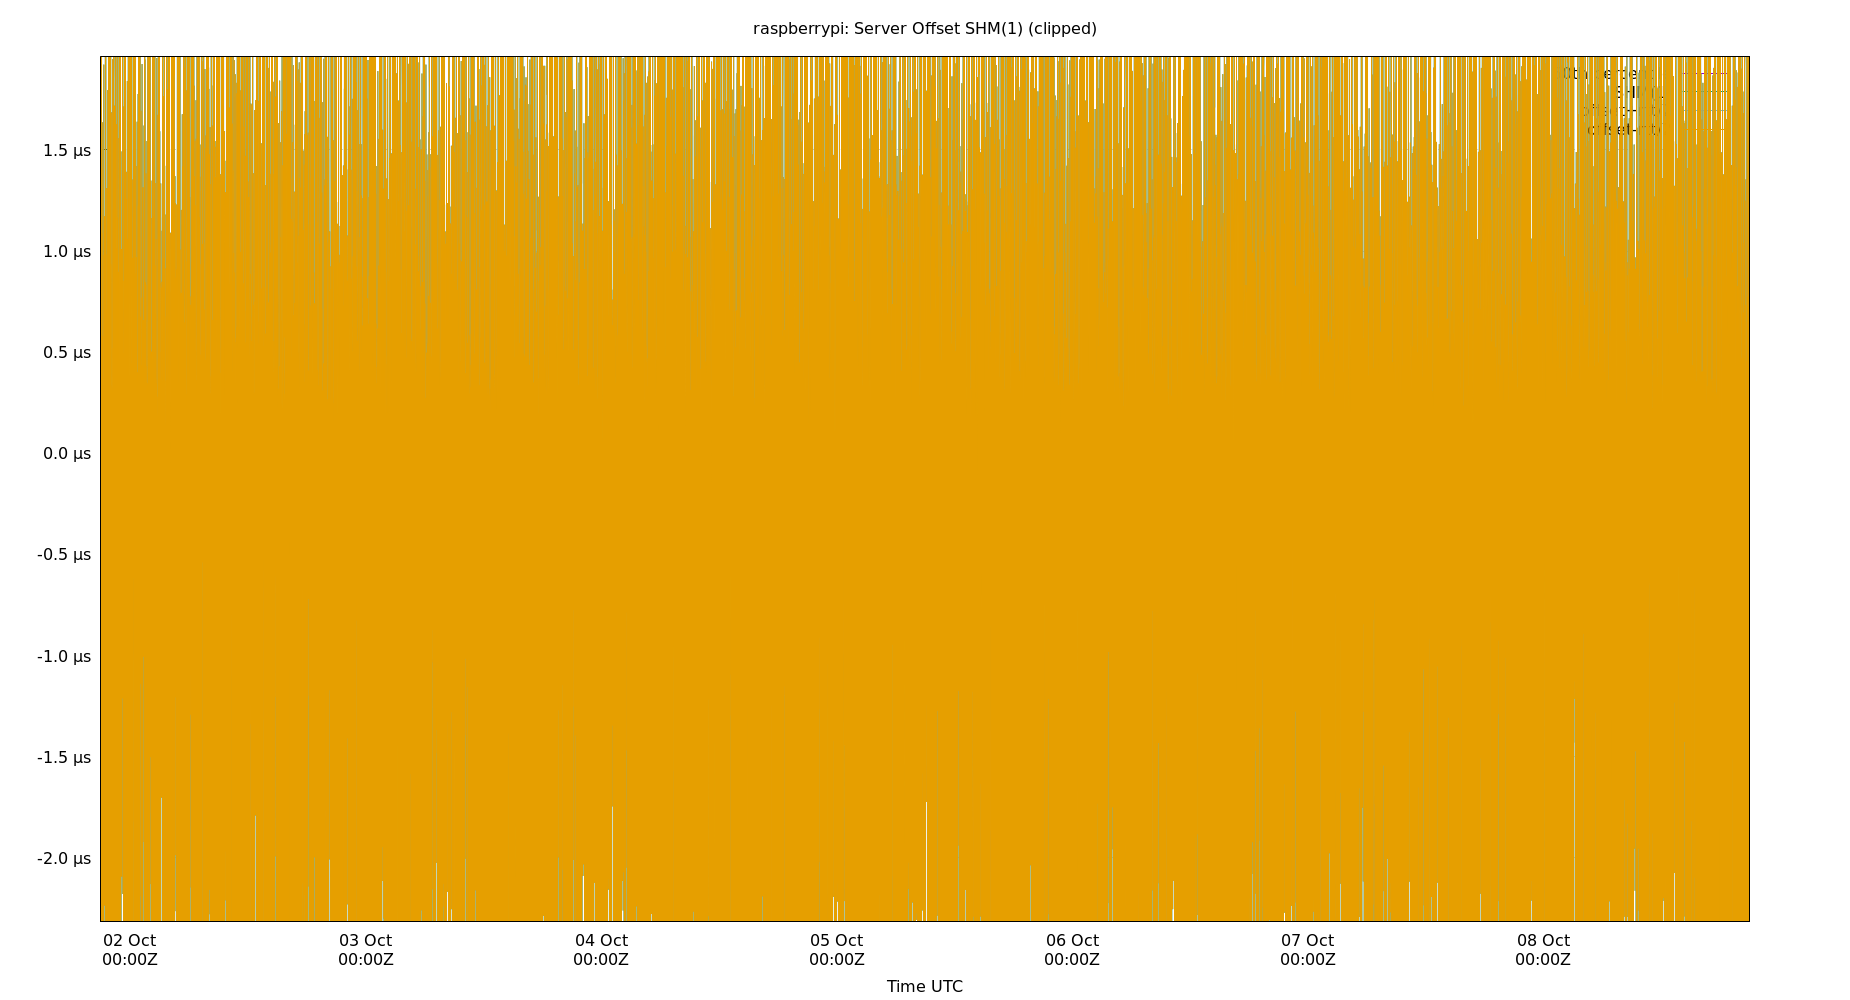 raspberrypi: Server Offset SHM(1) (clipped)
1.5 µs
1.0 µs
0.5 µs
0.0 µs
-0.5 µs
-1.0 µs
-1.5 µs
-2.0 µs
02 Oct 03 Oct 04 Oct 05 Oct 06 Oct 07 Oct 08 Oct
00:00Z 00:00Z 00:00Z 00:00Z 00:00Z 00:00Z 00:00Z
Time UTC